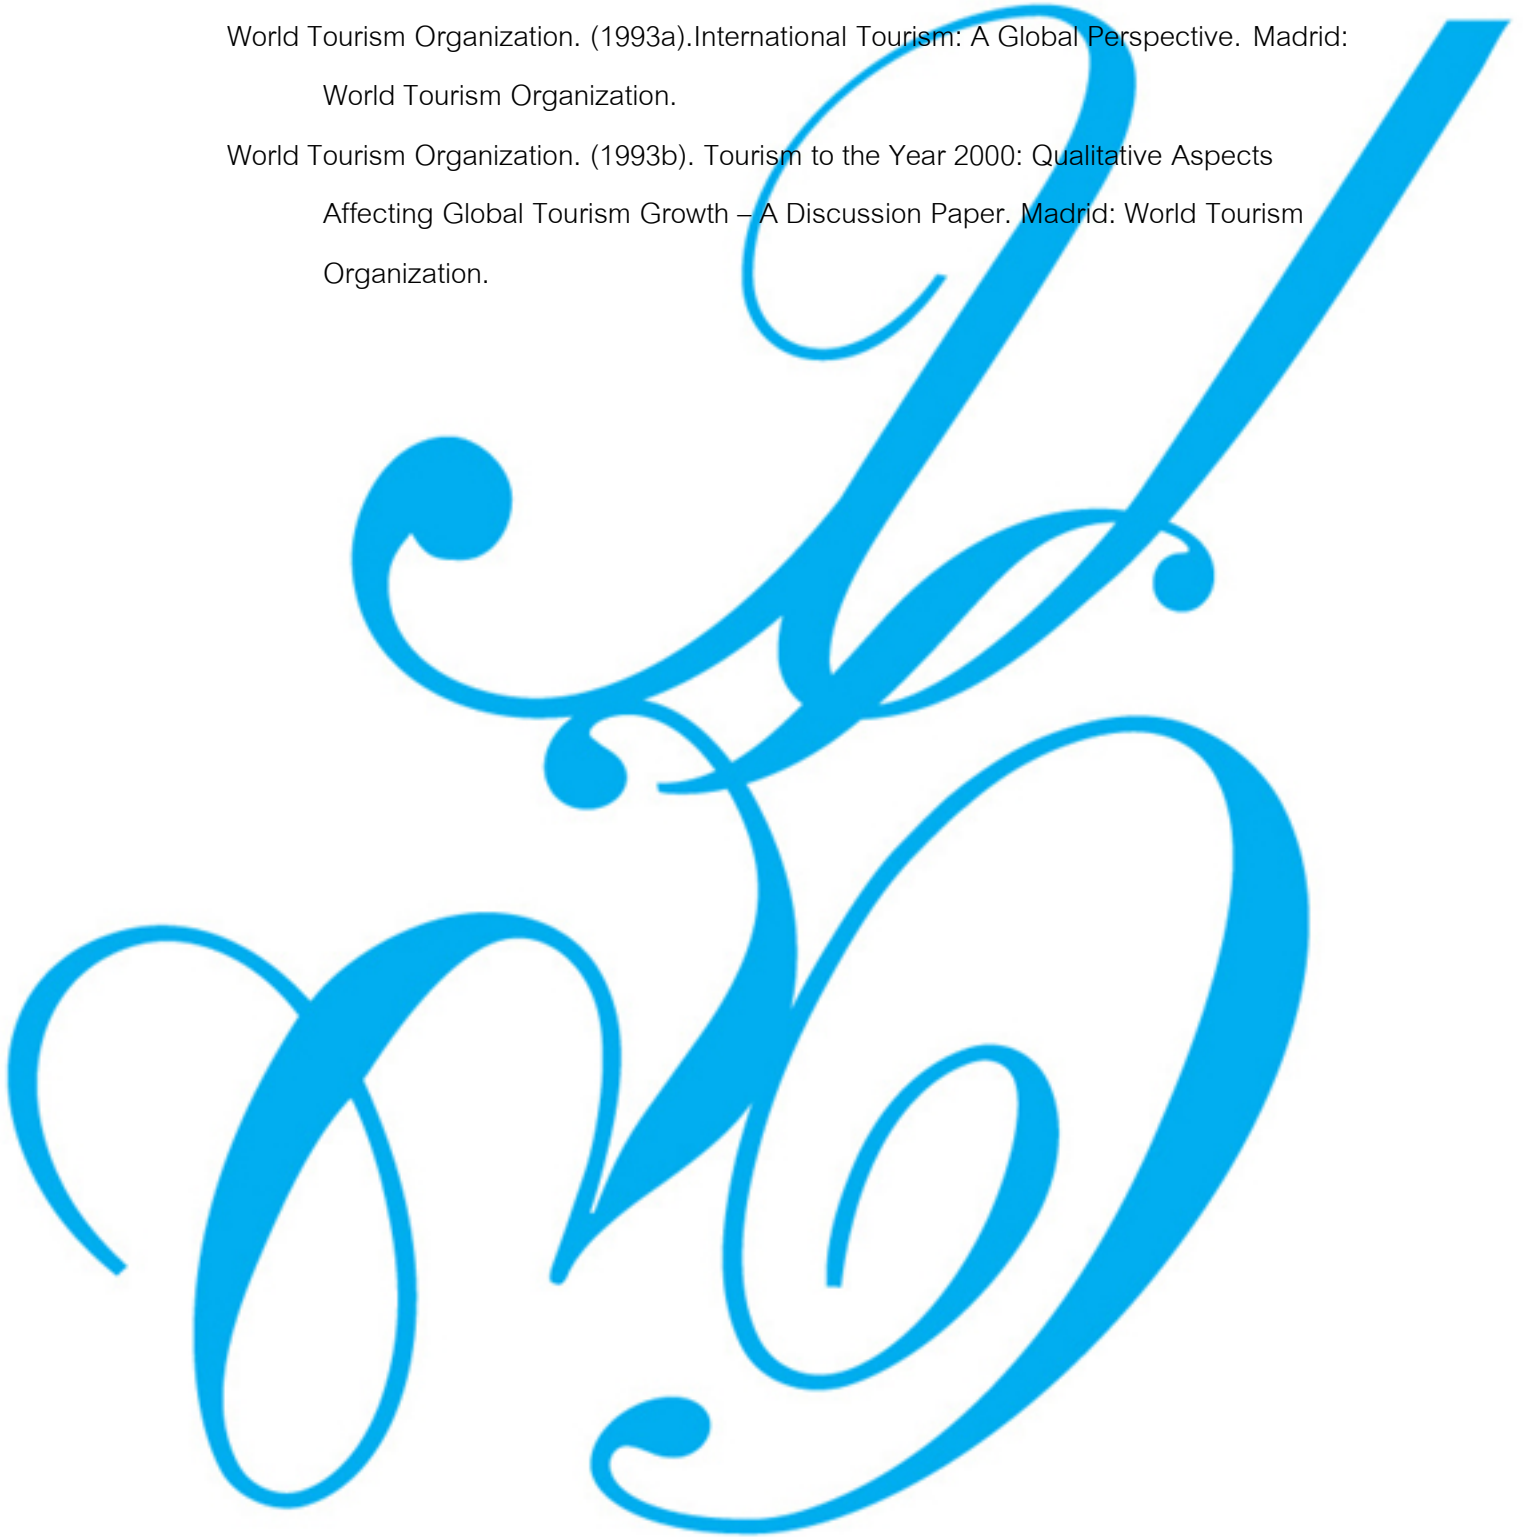 World Tourism Organization. (1993a).International Tourism: A Global Perspective. Madrid:
World Tourism Organization.
World Tourism Organization. (1993b). Tourism to the Year 2000: Qualitative Aspects
Affecting Global Tourism Growth – A Discussion Paper. Madrid: World Tourism
Organization.